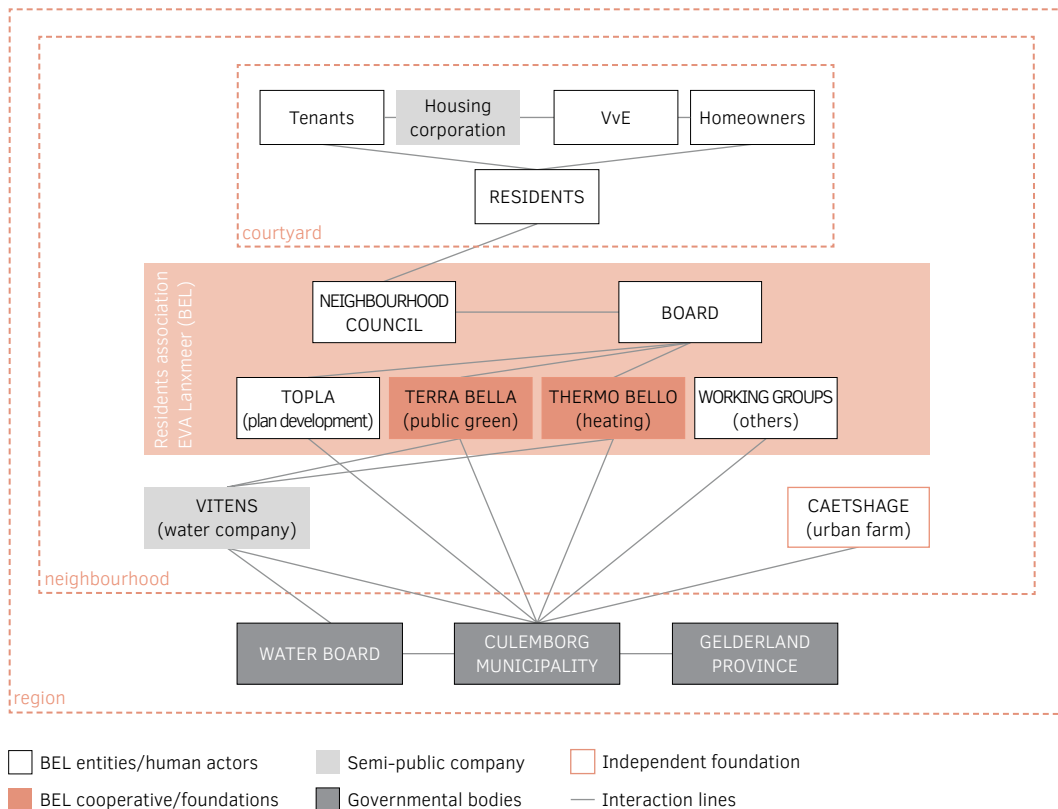 Tenants
Housing
corporation
VvE
Homeowners
RESIDENTS
courtyard
Residents association
EVA Lanxmeer (BEL)
NEIGHBOURHOOD
COUNCIL
BOARD
TOPLA
(plan development)
TERRA BELLA
(public green)
THERMO BELLO
(heating)
WORKING GROUPS
(others)
VITENS
(water company)
CAETSHAGE
(urban farm)
neighbourhood
WATER BOARD
CULEMBORG
MUNICIPALITY
GELDERLAND
PROVINCE
region
BEL entities/human actors
Semi-public company
Independent foundation
BEL cooperative/foundations
Governmental bodies
Interaction lines